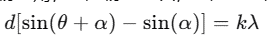 d[sin(θ + α) − sin(α)] = kλ